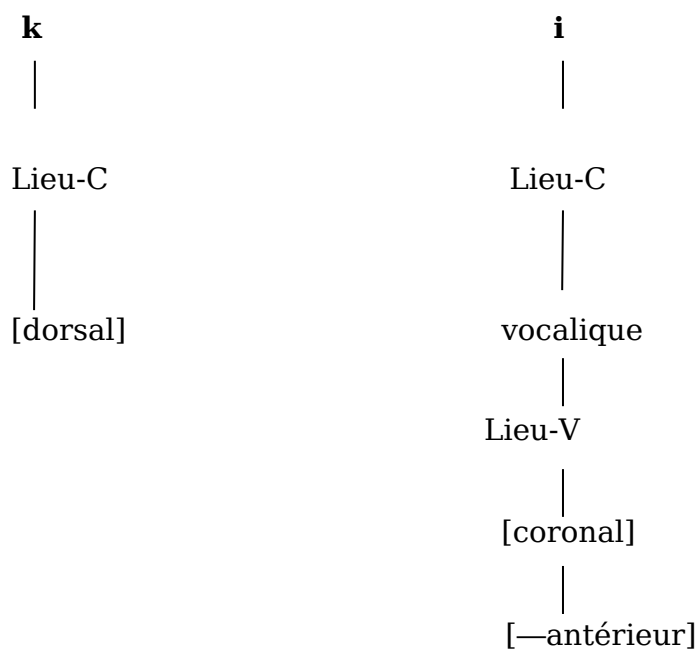 k i
Lieu-C Lieu-C
[dorsal] vocalique
Lieu-V
[coronal]
[—antérieur]